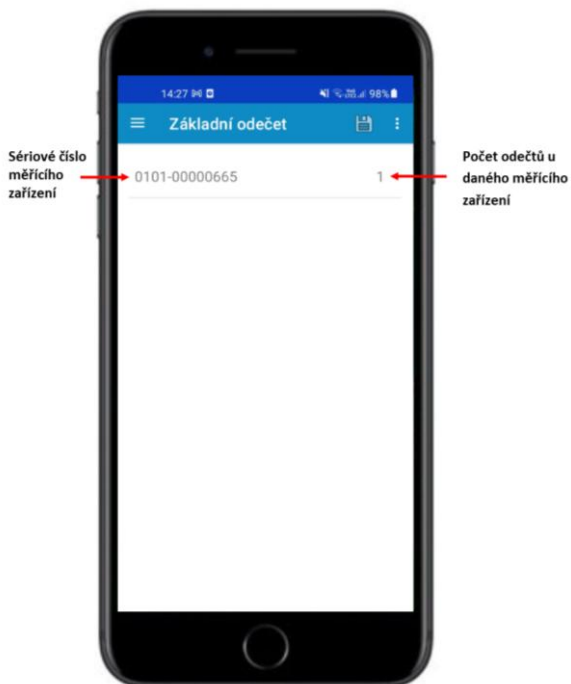 14:27
98%
Základní odečet
Sériové číslo
měřícího
zařízení
0101-00000665
1
Počet odečtů u
daného měřícího
zařízení